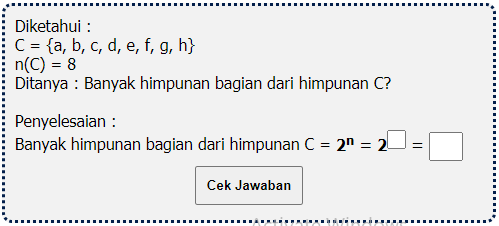 Diketahui :
C = {a, b, c, d, e, f, g, h}
n(C) = 8
Ditanya : Banyak himpunan bagian dari himpunan C?
Penyelesaian :
Banyak himpunan bagian dari himpunan C = 2ⁿ = 2 =
Cek Jawaban